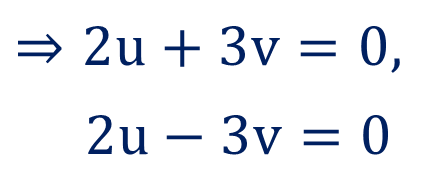 ⇒ 2u + 3v = 0,
2u − 3v = 0